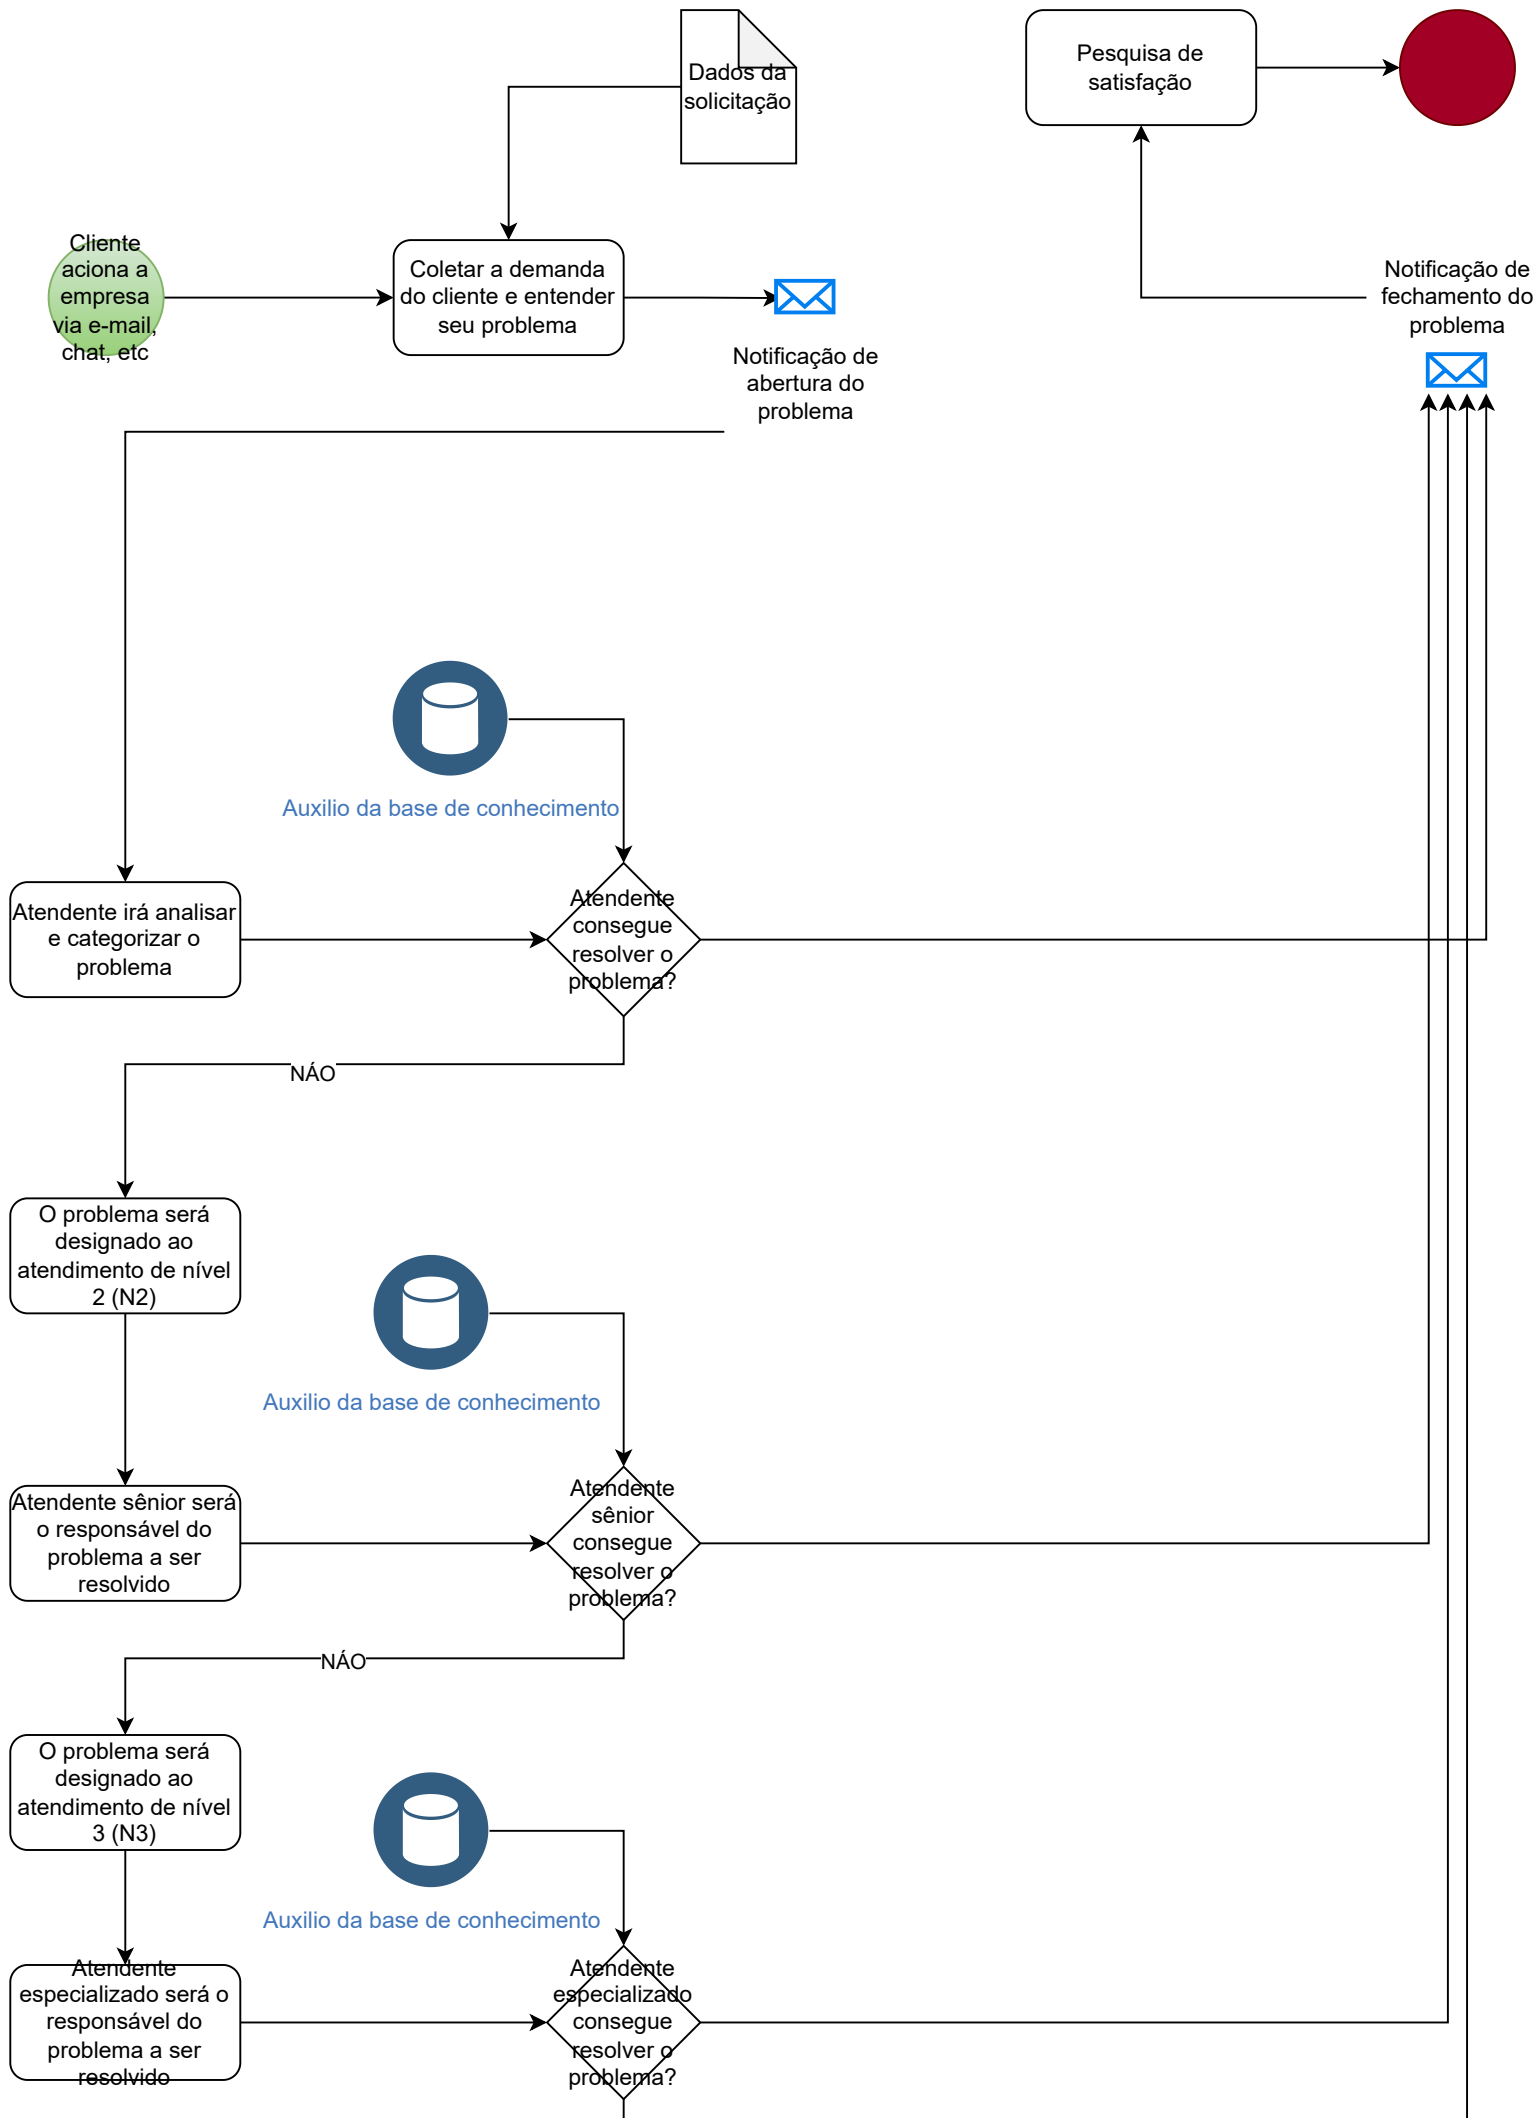 Dados da
solicitação
Pesquisa de
satisfação
Cliente
aciona a
empresa
via e-mail,
chat, etc
Coletar a demanda
do cliente e entender
seu problema
Notificação de
abertura do
problema
Notificação de
fechamento do
problema
Auxilio da base de conhecimento
Atendente irá analisar
e categorizar o
problema
Atendente
consegue
resolver o
problema?
NÁO
O problema será
designado ao
atendimento de nível
2 (N2)
Auxilio da base de conhecimento
Atendente sênior será
o responsável do
problema a ser
resolvido
Atendente
sênior
consegue
resolver o
problema?
NÁO
O problema será
designado ao
atendimento de nível
3 (N3)
Auxilio da base de conhecimento
Atendente
especializado será o
responsável do
problema a ser
resolvido
Atendente
especializado
consegue
resolver o
problema?